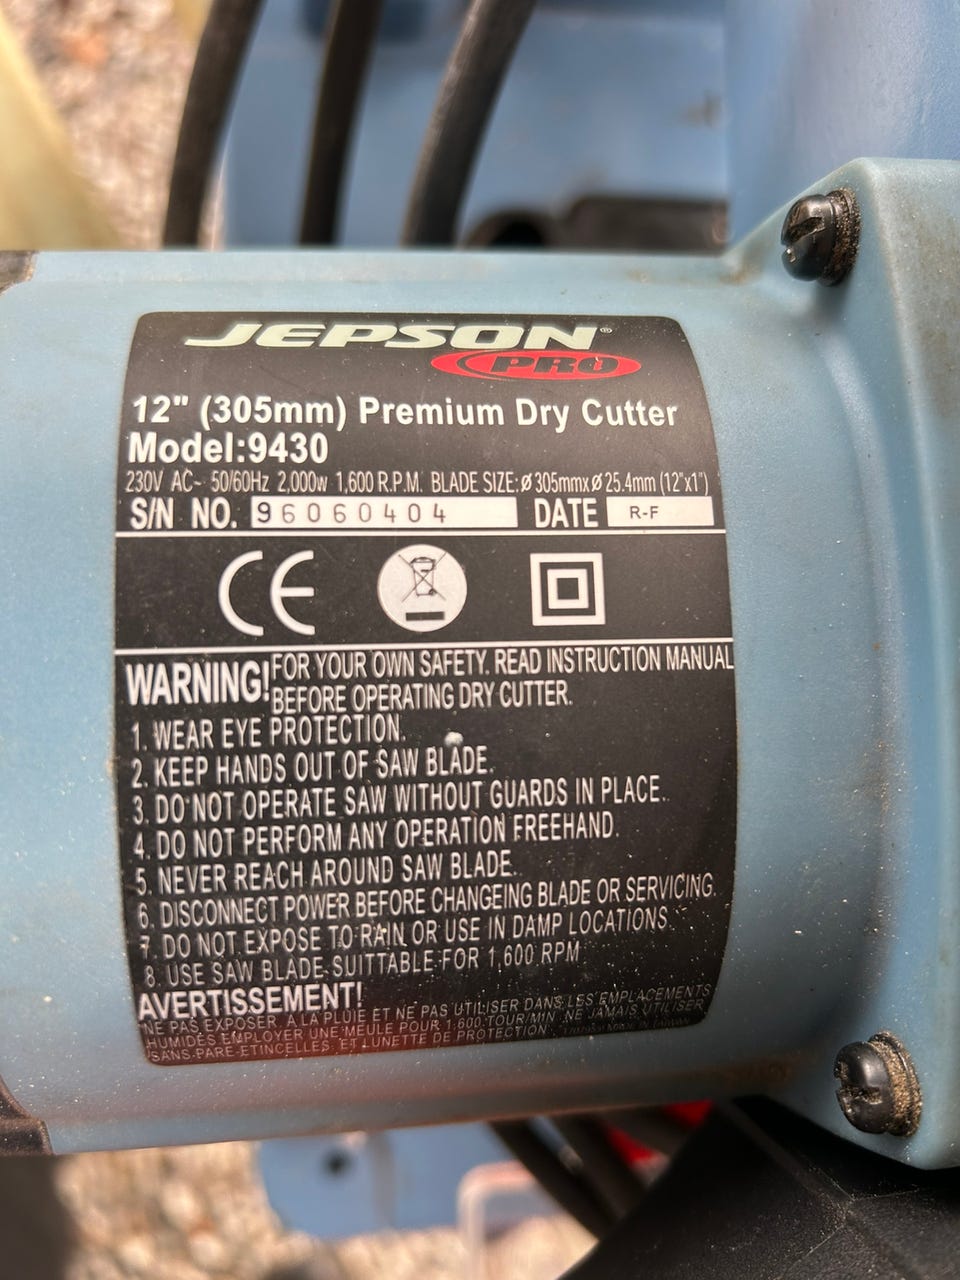 JEPSON®
PRO
12" (305mm) Premium Dry Cutter
Model:9430
230V AC~ 50/60Hz 2,000w 1,600 R.P.M. BLADE SIZE:ø305mmxø25.4mm (12"x1")
S/N NO. 96060404 DATE R-F
CE
WARNING! FOR YOUR OWN SAFETY. READ INSTRUCTION MANUAL
BEFORE OPERATING DRY CUTTER.
1. WEAR EYE PROTECTION.
2. KEEP HANDS OUT OF SAW BLADE.
3. DO NOT OPERATE SAW WITHOUT GUARDS IN PLACE.
4. DO NOT PERFORM ANY OPERATION FREEHAND.
5. NEVER REACH AROUND SAW BLADE.
6. DISCONNECT POWER BEFORE CHANGEING BLADE OR SERVICING.
7. DO NOT EXPOSE TO RAIN OR USE IN DAMP LOCATIONS.
8. USE SAW BLADE SUITTABLE FOR 1,600 RPM
AVERTISSEMENT!
NE PAS EXPOSER A LA PLUIE ET NE PAS UTILISER DANS LES EMPLACEMENTS
HUMIDES EMPLOYER UNE MEULE POUR 1.600 TOUR/MIN .NE JAMAIS UTILISER
SANS-PARE-ETINCELLES ET LUNETTE DE PROTECTION. MADE IN TAIWAN